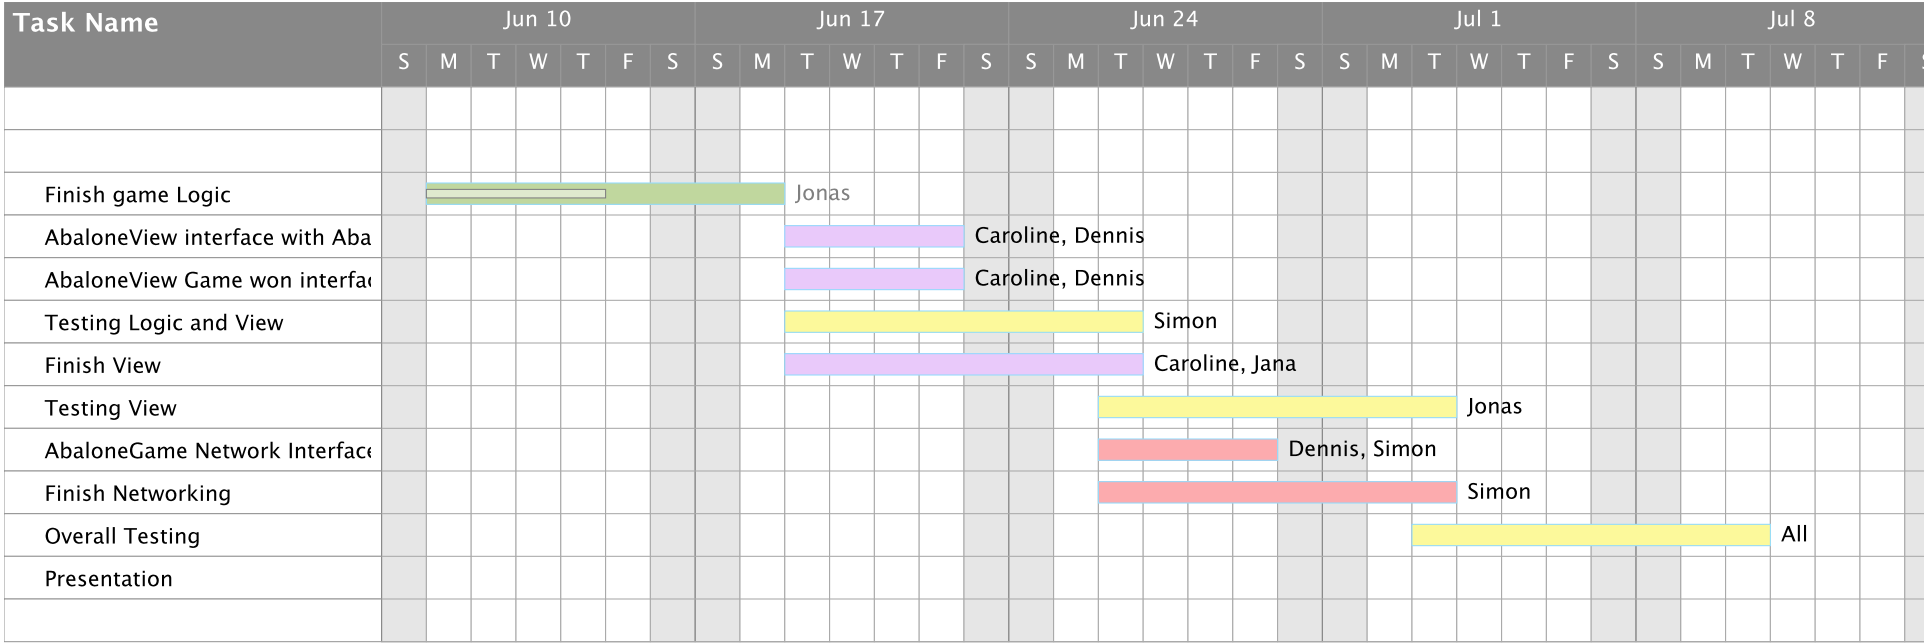 Task Name
Jun 10 Jun 17 Jun 24 Jul 1 Jul 8
S M T W T F S S M T W T F S S M T W T F S S M T W T F S S M T W T F S
Finish game Logic Jonas
AbaloneView interface with Aba Caroline, Dennis
AbaloneView Game won interfac Caroline, Dennis
Testing Logic and View Simon
Finish View Caroline, Jana
Testing View Jonas
AbaloneGame Network Interface Dennis, Simon
Finish Networking Simon
Overall Testing All
Presentation